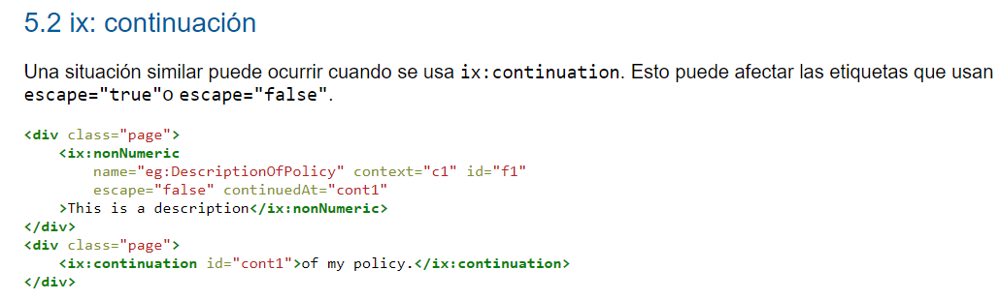 5.2 ix: continuación
Una situación similar puede ocurrir cuando se usa ix:continuation. Esto puede afectar las etiquetas que usan
escape="true"o escape="false".
<div class="page">
    <ix:nonNumeric
        name="eg:DescriptionOfPolicy" context="c1" id="f1"
        escape="false" continuedAt="cont1"
    >This is a description</ix:nonNumeric>
</div>
<div class="page">
    <ix:continuation id="cont1">of my policy.</ix:continuation>
</div>